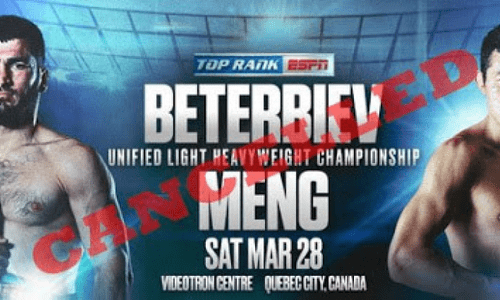 TOP RANK ESPN
BETERBIEV
UNIFIED LIGHT HEAVYWEIGHT CHAMPIONSHIP
MENG
SAT MAR 28
VIDEOTRON CENTRE QUEBEC CITY, CANADA
CANCELLED